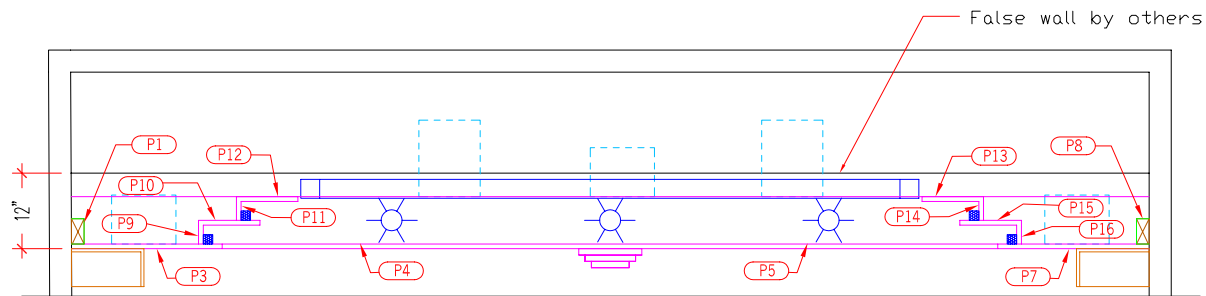 False wall by others
P1
P8
P12
P13
P10
P11
P14
P15
P9
P16
12"
P3
P4
P5
P7